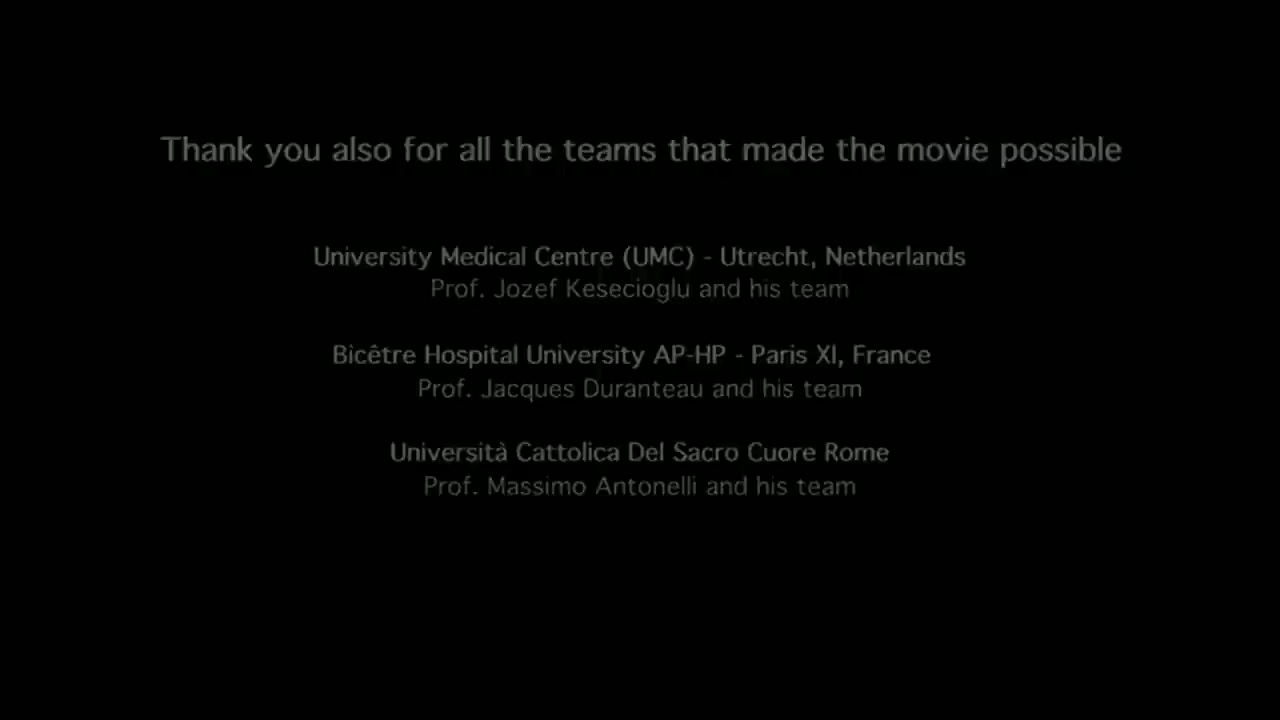 Thank you also for all the teams that made the movie possible
University Medical Centre (UMC) - Utrecht, Netherlands
Prof. Jozef Kesecioglu and his team
Bicêtre Hospital University AP-HP - Paris XI, France
Prof. Jacques Duranteau and his team
Università Cattolica Del Sacro Cuore Rome
Prof. Massimo Antonelli and his team